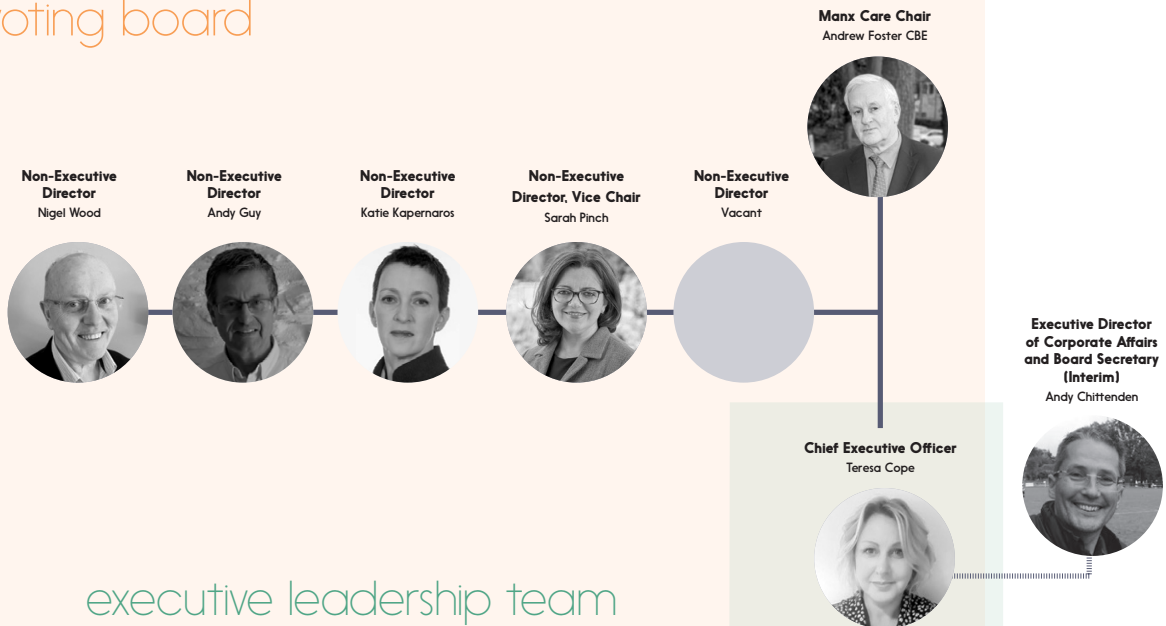 voting board
Manx Care Chair
Andrew Foster CBE
Non-Executive
Director
Nigel Wood
Non-Executive
Director
Andy Guy
Non-Executive
Director
Katie Kapernaros
Non-Executive
Director, Vice Chair
Sarah Pinch
Non-Executive
Director
Vacant
Executive Director
of Corporate Affairs
and Board Secretary
(Interim)
Andy Chittenden
Chief Executive Officer
Teresa Cope
executive leadership team